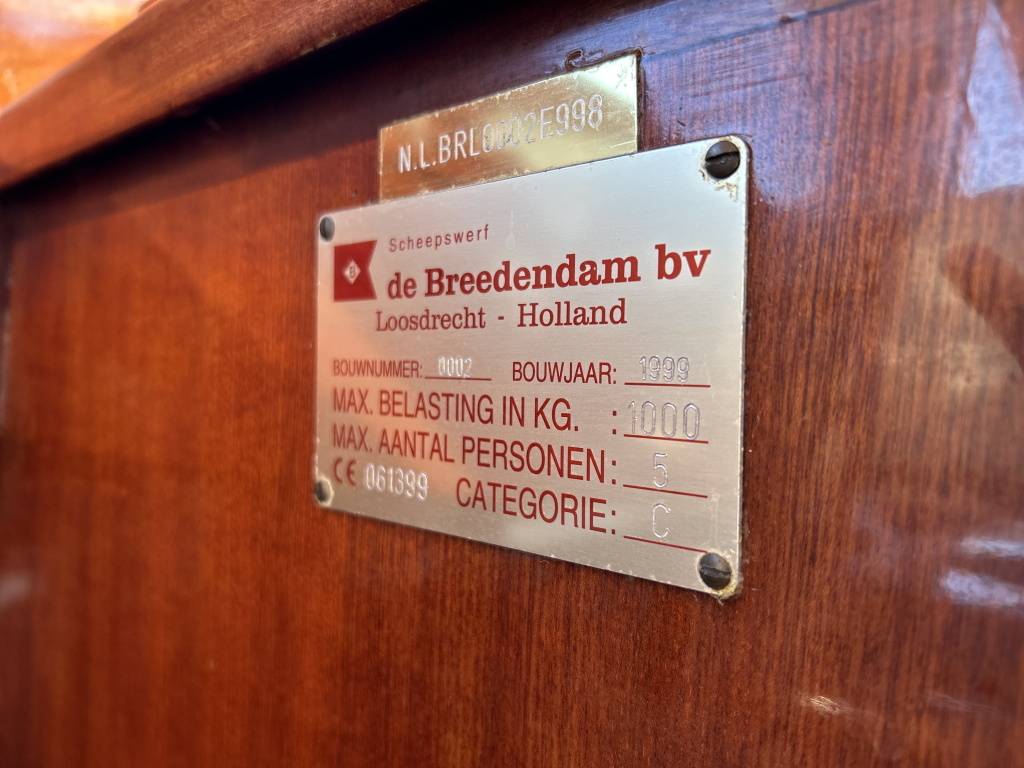 N.L.BRL0002E998
Scheepswerf
B
de Breedendam bv
Loosdrecht - Holland
BOUWNUMMER: 0002 BOUWJAAR: 1999
MAX. BELASTING IN KG. : 1000
MAX. AANTAL PERSONEN: 5
CE 061399 CATEGORIE: C